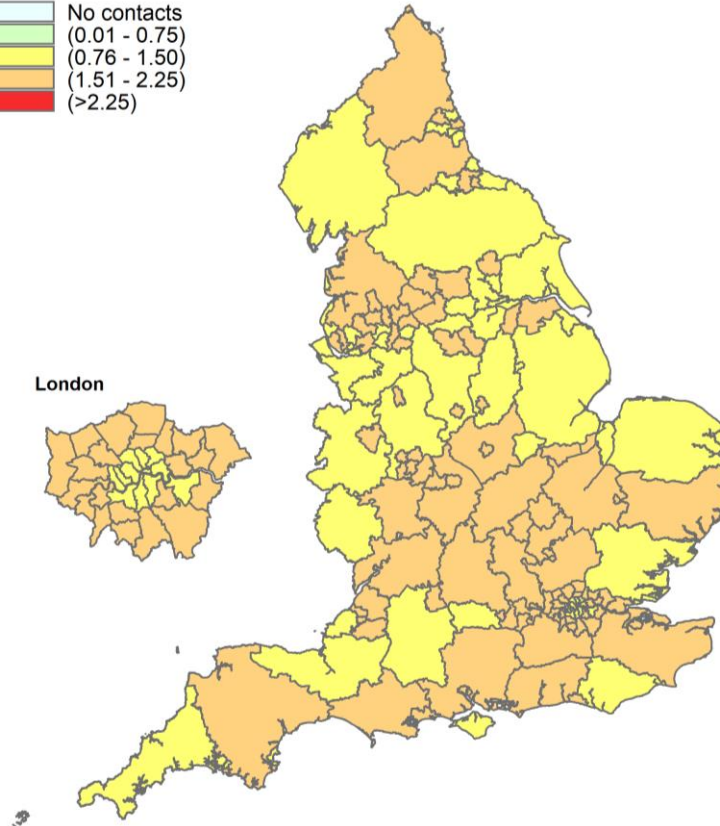 No contacts
(0.01 - 0.75)
(0.76 - 1.50)
(1.51 - 2.25)
(>2.25)
London